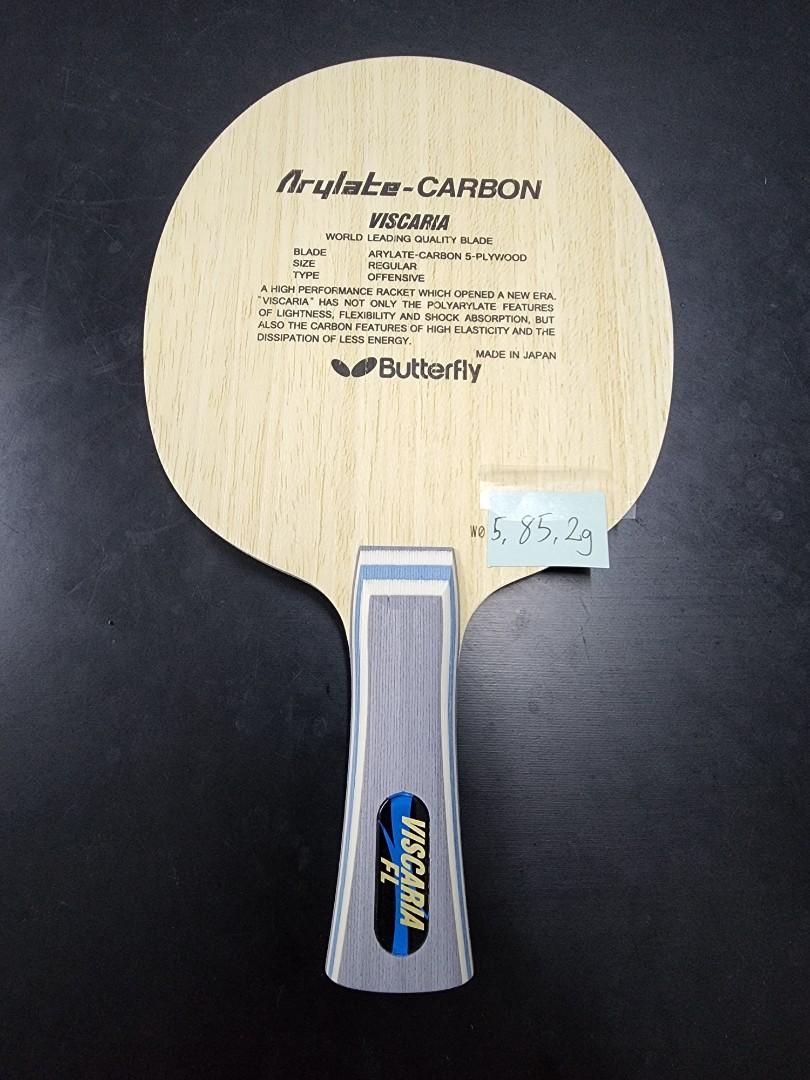 Arylate-CARBON
VISCARIA
WORLD LEADING QUALITY BLADE
BLADE ARYLATE-CARBON 5-PLYWOOD
SIZE REGULAR
TYPE OFFENSIVE
A HIGH PERFORMANCE RACKET WHICH OPENED A NEW ERA.
"VISCARIA" HAS NOT ONLY THE POLYARYLATE FEATURES
OF LIGHTNESS, FLEXIBILITY AND SHOCK ABSORPTION, BUT
ALSO THE CARBON FEATURES OF HIGH ELASTICITY AND THE
DISSIPATION OF LESS ENERGY.
MADE IN JAPAN
Butterfly
W0
5, 85,2g
VISCARIA
FL